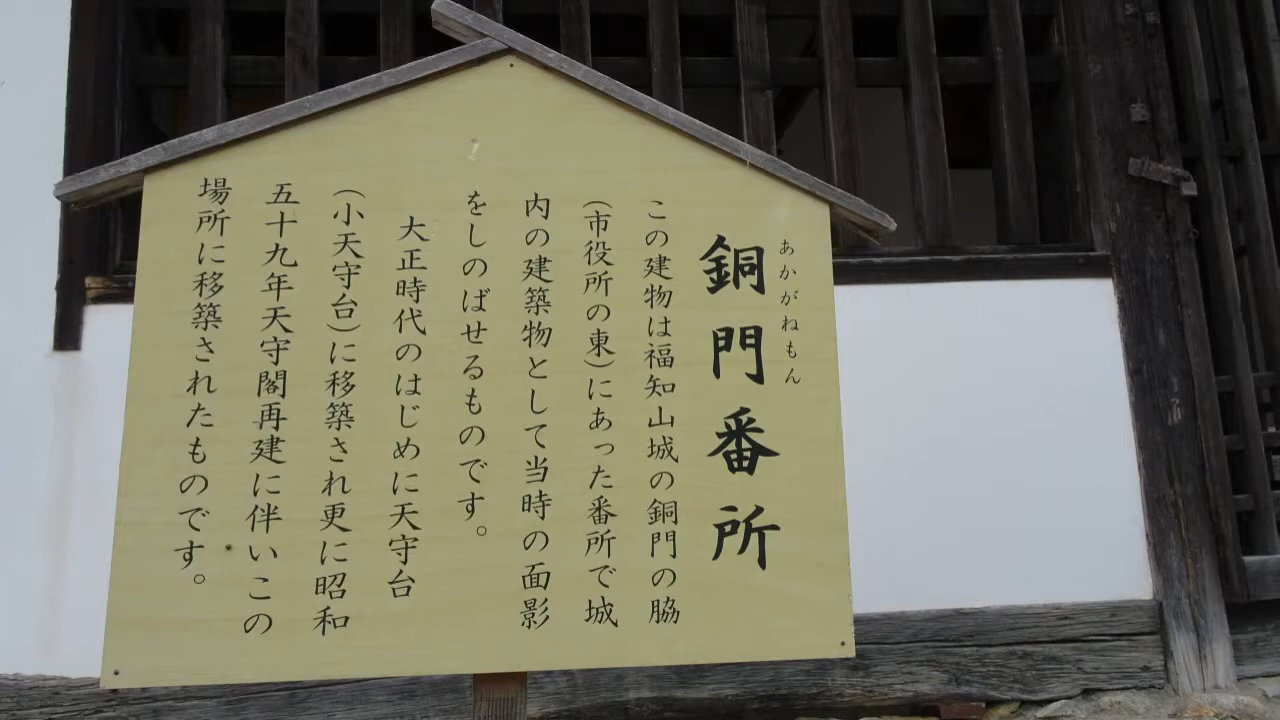 あかがねもん
銅門番所
この建物は福知山城の銅門の脇
(市役所の東)にあった番所で城
内の建築物として当時の面影
をしのばせるものです。
大正時代のはじめに天守台
(小天守台)に移築され更に昭和
五十九年天守閣再建に伴いこの
場所に移築されたものです。